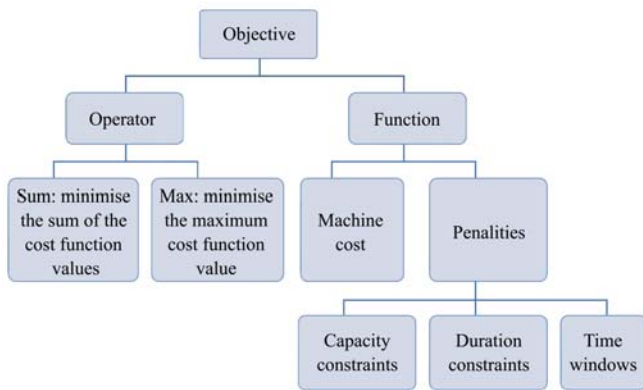 Objective
Operator
Function
Sum: minimise
the sum of the
cost function
values
Max: minimise
the maximum
cost function
value
Machine
cost
Penalities
Capacity
constraints
Duration
constraints
Time
windows